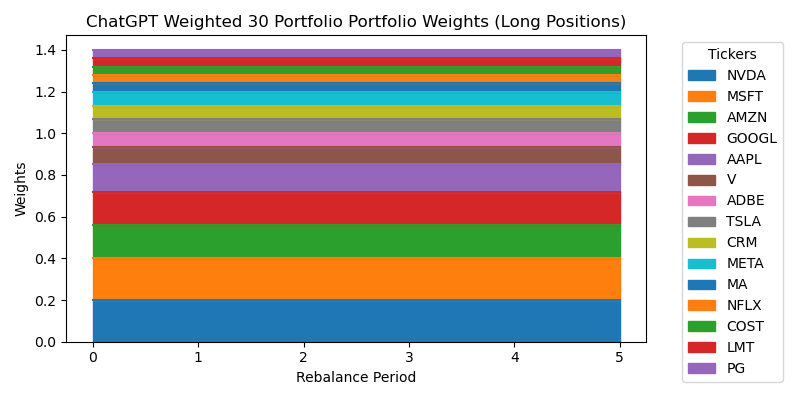 ChatGPT Weighted 30 Portfolio Portfolio Weights (Long Positions)
Weights
1.4
1.2
1.0
0.8
0.6
0.4
0.2
0.0
0 1 2 3 4 5
Rebalance Period
Tickers
NVDA
MSFT
AMZN
GOOGL
AAPL
V
ADBE
TSLA
CRM
META
MA
NFLX
COST
LMT
PG